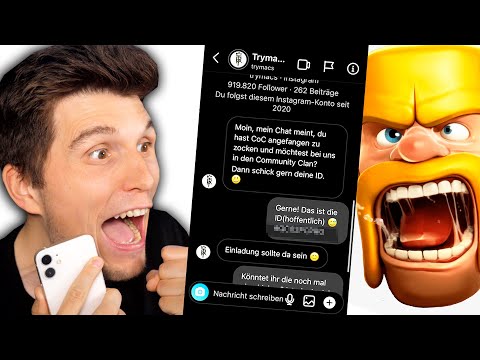 Tryma...
trymacs
trymacs • Instagram
919.820 Follower • 262 Beiträge
Du folgst diesem Instagram-Konto seit
2020
Moin, mein Chat meint, du
hast CoC angefangen zu
zocken und möchtest bei uns
in den Community Clan?
Dann schick gern deine ID.
Gerne! Das ist die
ID(hoffentlich)
Einladung sollte da sein
Könntet ihr die noch mal
Nachricht schreiben